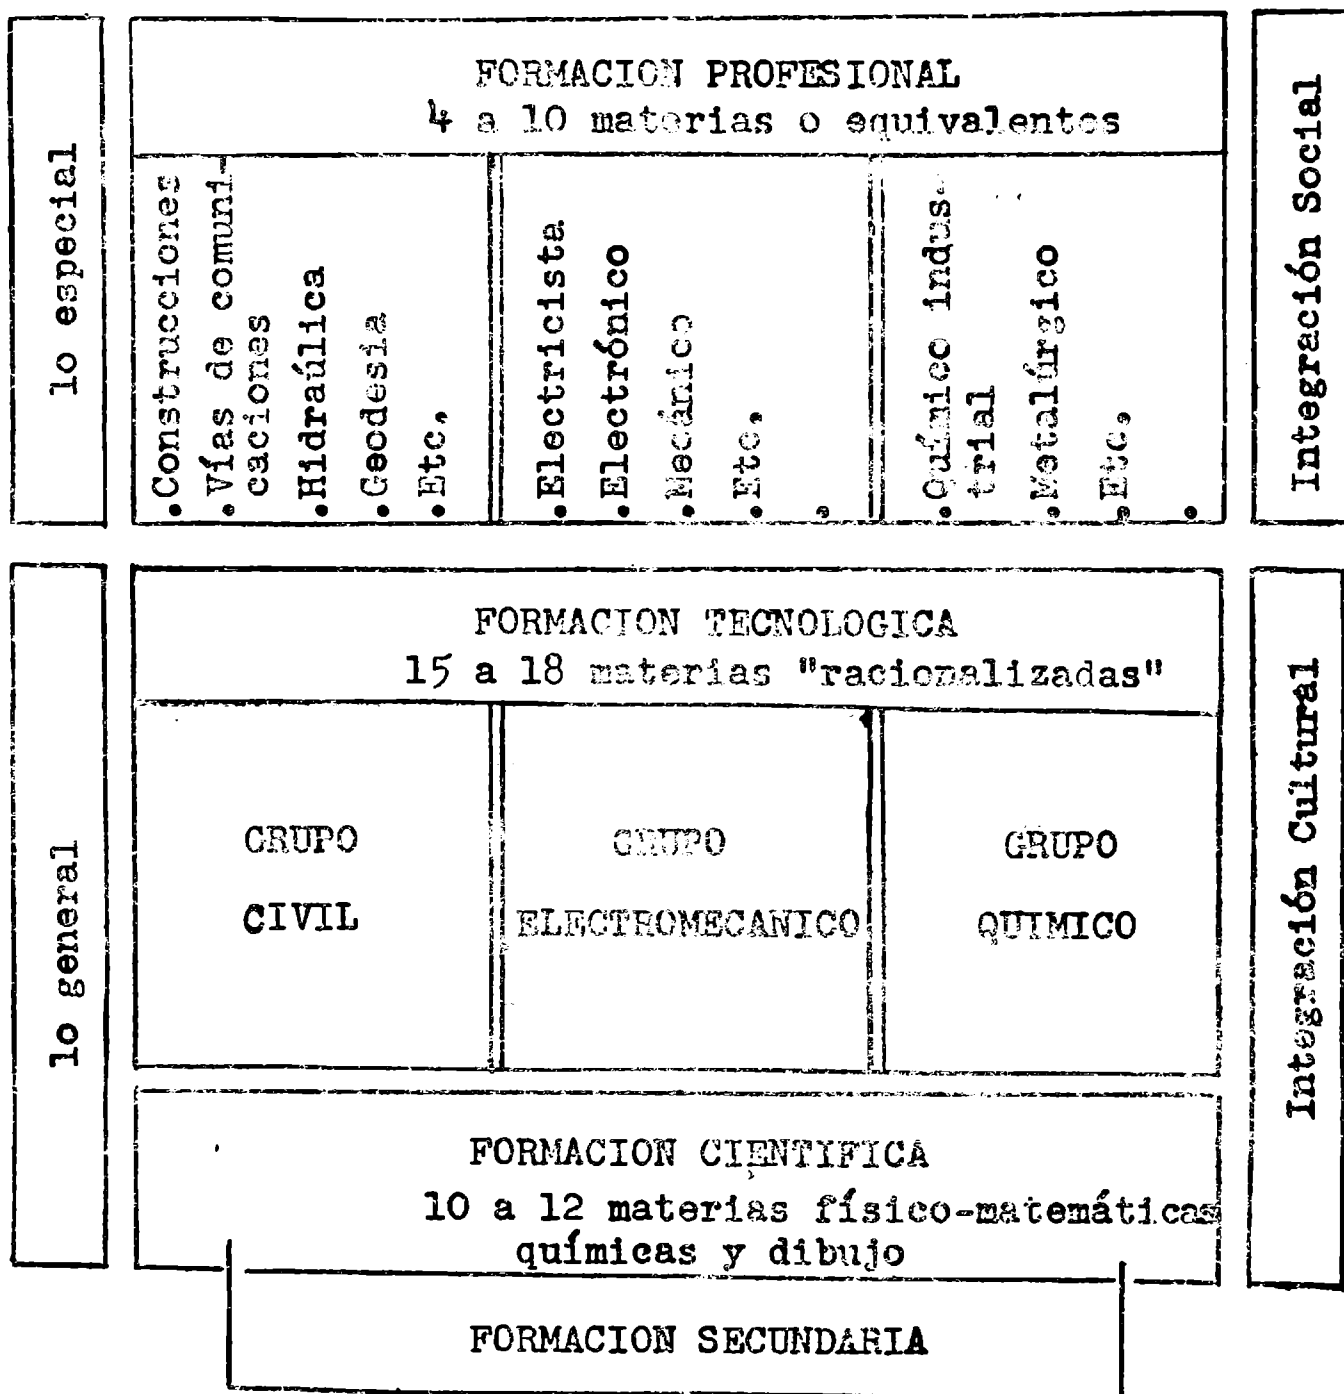 lo especial
FORMACION PROFESIONAL
4 a 10 materias o equivalentes
.Construcciones
.Vías de comuni-
caciones
.Hidraúlica
.Geodesia
.Etc.
.Electricista
.Electrónico
.Mecánico
.Etc.
.
.Químico indus-
trial
.Metalúrgico
.Etc.
.
Integración Social
lo general
FORMACION TECNOLOGICA
15 a 18 materias "racionalizadas"
GRUPO
CIVIL
GRUPO
ELECTROMECANICO
GRUPO
QUIMICO
Integración Cultural
FORMACION CIENTIFICA
10 a 12 materias físico-matemáticas
químicas y dibujo
FORMACION SECUNDARIA